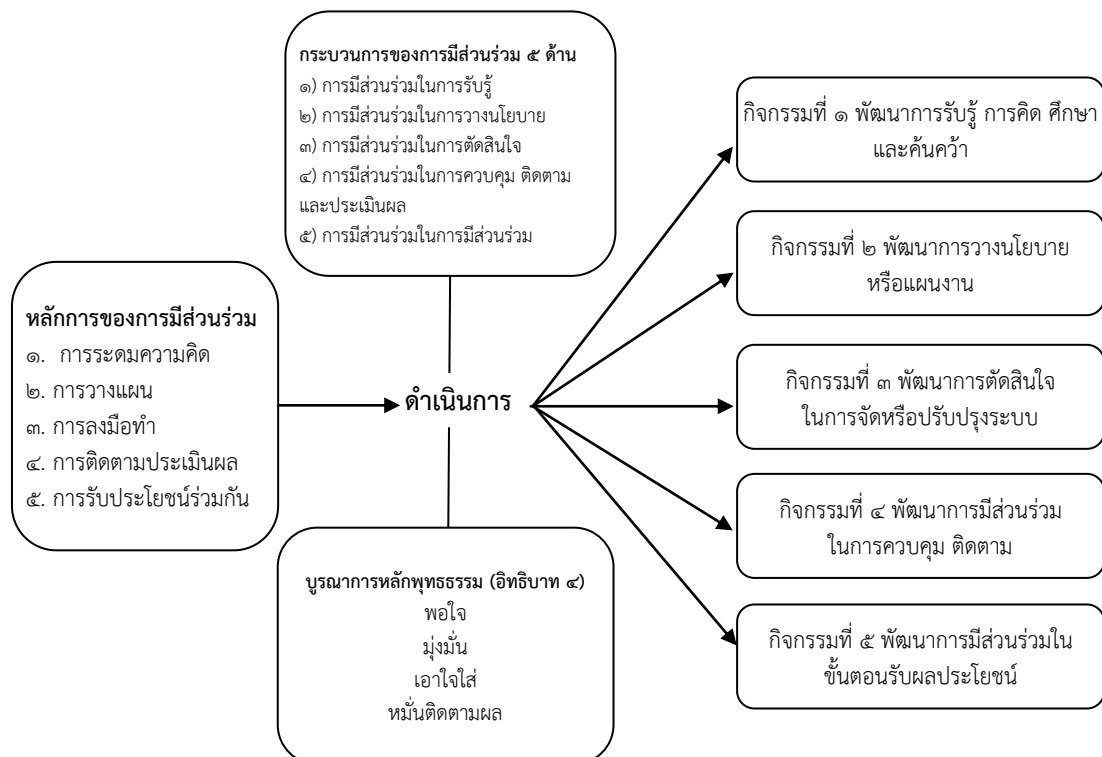 กระบวนการของการมีส่วนร่วม ๕ ด้าน
๑) การมีส่วนร่วมในการรับรู้
๒) การมีส่วนร่วมในการวางนโยบาย
๓) การมีส่วนร่วมในการตัดสินใจ
๔) การมีส่วนร่วมในการควบคุม ติดตาม
และประเมินผล
๕) การมีส่วนร่วมในการมีส่วนร่วม
หลักการของการมีส่วนร่วม
๑. การระดมความคิด
๒. การวางแผน
๓. การลงมือทำ
๔. การติดตามประเมินผล
๕. การรับประโยชน์ร่วมกัน
ดำเนินการ
บูรณาการหลักพุทธธรรม (อิทธิบาท ๔)
พอใจ
มุ่งมั่น
เอาใจใส่
หมั่นติดตามผล
กิจกรรมที่ ๑ พัฒนาการรับรู้ การคิด ศึกษา
และค้นคว้า
กิจกรรมที่ ๒ พัฒนาการวางนโยบาย
หรือแผนงาน
กิจกรรมที่ ๓ พัฒนาการตัดสินใจ
ในการจัดหรือปรับปรุงระบบ
กิจกรรมที่ ๔ พัฒนาการมีส่วนร่วม
ในการควบคุม ติดตาม
กิจกรรมที่ ๕ พัฒนาการมีส่วนร่วมใน
ขั้นตอนรับผลประโยชน์